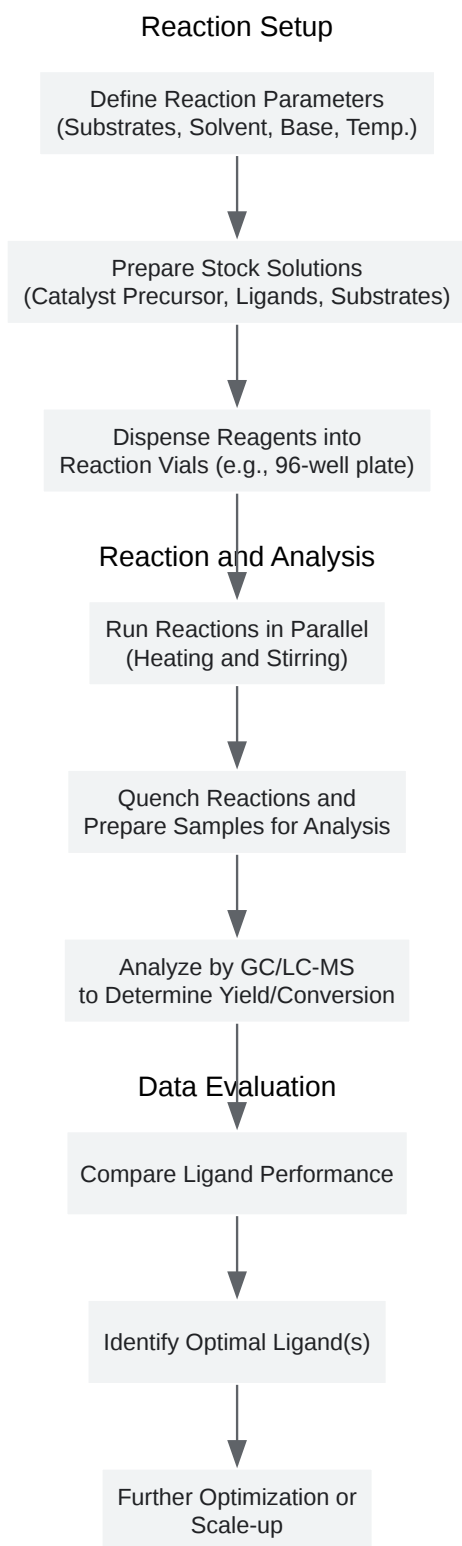 Reaction Setup
Define Reaction Parameters
(Substrates, Solvent, Base, Temp.)
Prepare Stock Solutions
(Catalyst Precursor, Ligands, Substrates)
Dispense Reagents into
Reaction Vials (e.g., 96-well plate)
Reaction and Analysis
Run Reactions in Parallel
(Heating and Stirring)
Quench Reactions and
Prepare Samples for Analysis
Analyze by GC/LC-MS
to Determine Yield/Conversion
Data Evaluation
Compare Ligand Performance
Identify Optimal Ligand(s)
Further Optimization or
Scale-up